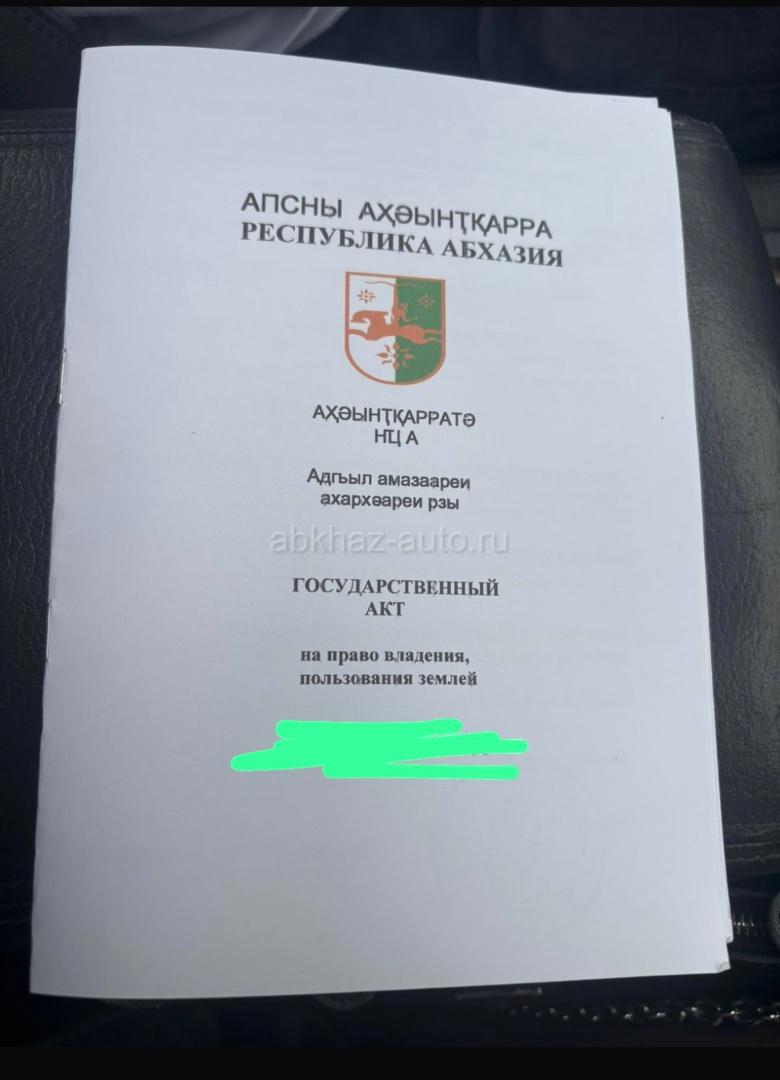 АПСНЫ АҲӘЫНҬҚАРРА
РЕСПУБЛИКА АБХАЗИЯ
АҲӘЫНҬҚАРРАТӘ
НҴА
Адгьыл амазаареи
ахархәареи рзы
abkhaz-auto.ru
ГОСУДАРСТВЕННЫЙ
АКТ
на право владения,
пользования землей